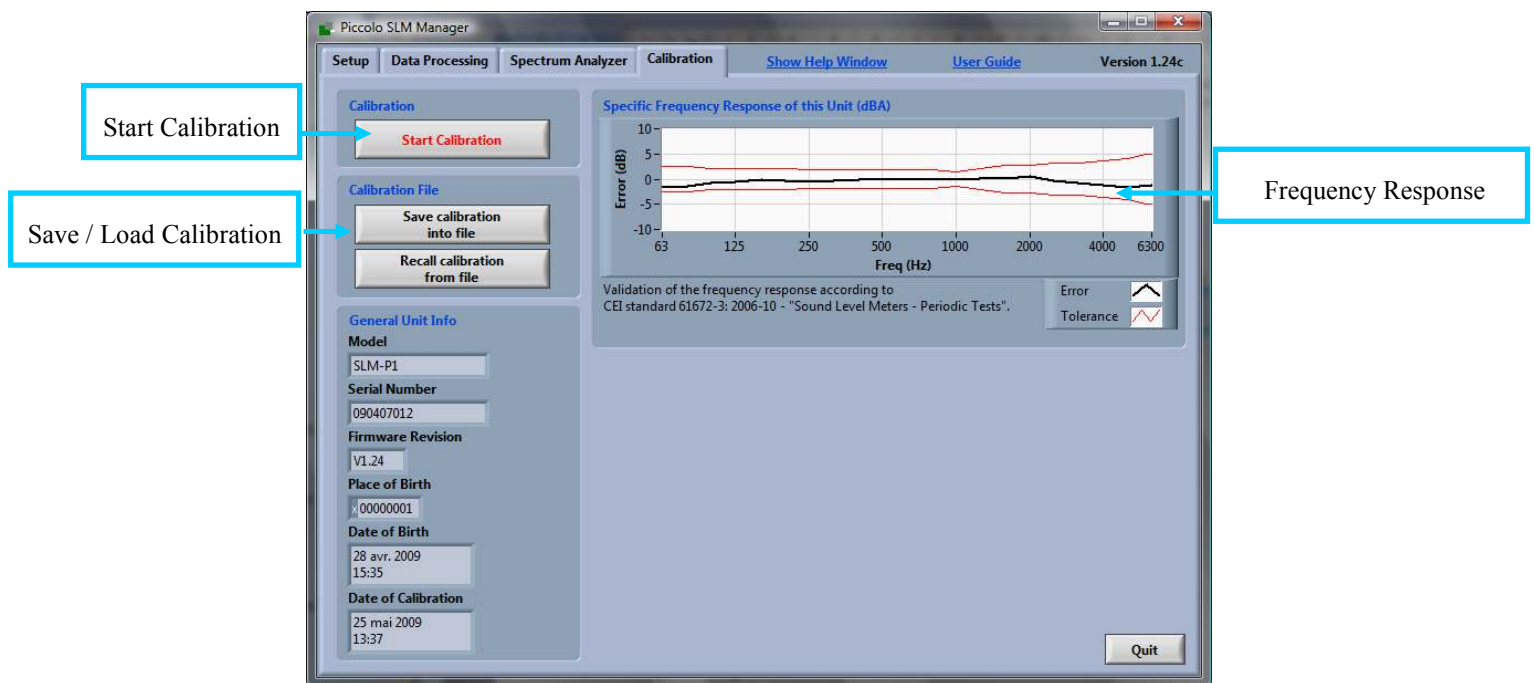 Piccolo SLM Manager
Setup Data Processing Spectrum Analyzer Calibration Show Help Window User Guide Version 1.24c
Start Calibration
Save / Load Calibration
Calibration
Start Calibration
Calibration File
Save calibration
into file
Recall calibration
from file
General Unit Info
Model
SLM-P1
Serial Number
090407012
Firmware Revision
V1.24
Place of Birth
x00000001
Date of Birth
28 avr. 2009
15:35
Date of Calibration
25 mai 2009
13:37
Specific Frequency Response of this Unit (dBA)
Error (dB)
10
5
0
-5
-10
63 125 250 500 1000 2000 4000 6300
Freq (Hz)
Validation of the frequency response according to
CEI standard 61672-3: 2006-10 - "Sound Level Meters - Periodic Tests".
Error
Tolerance
Frequency Response
Quit